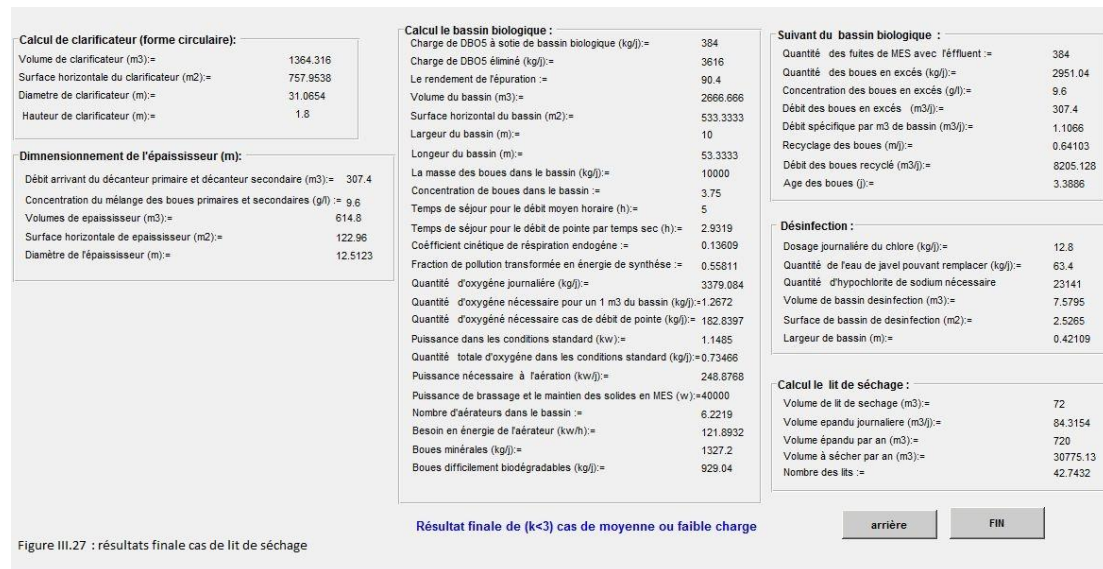 Calcul de clarificateur (forme circulaire):
Volume de clarificateur (m3):= 1364.316
Surface horizontale du clarificateur (m2):= 757.9538
Diametre de clarificateur (m):= 31.0654
Hauteur de clarificateur (m):= 1.8
Dimnensionnement de l'épaississeur (m):
Débit arrivant du décanteur primaire et décanteur secondaire (m3):= 307.4
Concentration du mélange des boues primaires et secondaires (g/l) := 9.6
Volumes de epaississeur (m3):= 614.8
Surface horizontale de epaississeur (m2):= 122.96
Diamètre de l'épaississeur (m):= 12.5123
Calcul le bassin biologique :
Charge de DBO5 à sotie de bassin biologique (kg/j):= 384
Charge de DBO5 éliminé (kg/j):= 3616
Le rendement de l'épuration := 90.4
Volume du bassin (m3):= 2666.666
Surface horizontal du bassin (m2):= 533.3333
Largeur du bassin (m):= 10
Longeur du bassin (m):= 53.3333
La masse des boues dans le bassin (kg/j):= 10000
Concentration de boues dans le bassin := 3.75
Temps de séjour pour le débit moyen horaire (h):= 5
Temps de séjour pour le débit de pointe par temps sec (h):= 2.9319
Coéfficient cinétique de réspiration endogéne := 0.13609
Fraction de pollution transformée en énergie de synthése := 0.55811
Quantité d'oxygéne journaliére (kg/j):= 3379.084
Quantité d'oxygéne nécessaire pour un 1 m3 du bassin (kg/j):= 1.2672
Quantité d'oxygéné nécessaire cas de débit de pointe (kg/j):= 182.8397
Puissance dans les conditions standard (kw):= 1.1485
Quantité totale d'oxygéne dans les conditions standard (kg/j):= 0.73466
Puissance nécessaire à l'aération (kw/j):= 248.8768
Puissance de brassage et le maintien des solides en MES (w):= 40000
Nombre d'aérateurs dans le bassin := 6.2219
Besoin en énergie de l'aérateur (kw/h):= 121.8932
Boues minérales (kg/j):= 1327.2
Boues difficilement biodégradables (kg/j):= 929.04
Suivant du bassin biologique :
Quantité des fuites de MES avec l'éffluent := 384
Quantité des boues en excés (kg/j):= 2951.04
Concentration des boues en excés (g/l):= 9.6
Débit des boues en excés (m3/j):= 307.4
Débit spécifique par m3 de bassin (m3/j):= 1.1066
Recyclage des boues (m/j):= 0.64103
Débit des boues recyclé (m3/j):= 8205.128
Age des boues (j):= 3.3886
Désinfection :
Dosage journaliére du chlore (kg/j):= 12.8
Quantité de l'eau de javel pouvant remplacer (kg/j):= 63.4
Quantité d'hypochlorite de sodium nécessaire 23141
Volume de bassin desinfection (m3):= 7.5795
Surface de bassin de desinfection (m2):= 2.5265
Largeur de bassin (m):= 0.42109
Calcul le lit de séchage :
Volume de lit de sechage (m3):= 72
Volume epandu journaliere (m3/j):= 84.3154
Volume épandu par an (m3):= 720
Volume à sécher par an (m3):= 30775.13
Nombre des lits := 42.7432
Résultat finale de (k<3) cas de moyenne ou faible charge
arrière
FIN
Figure III.27 : résultats finale cas de lit de séchage